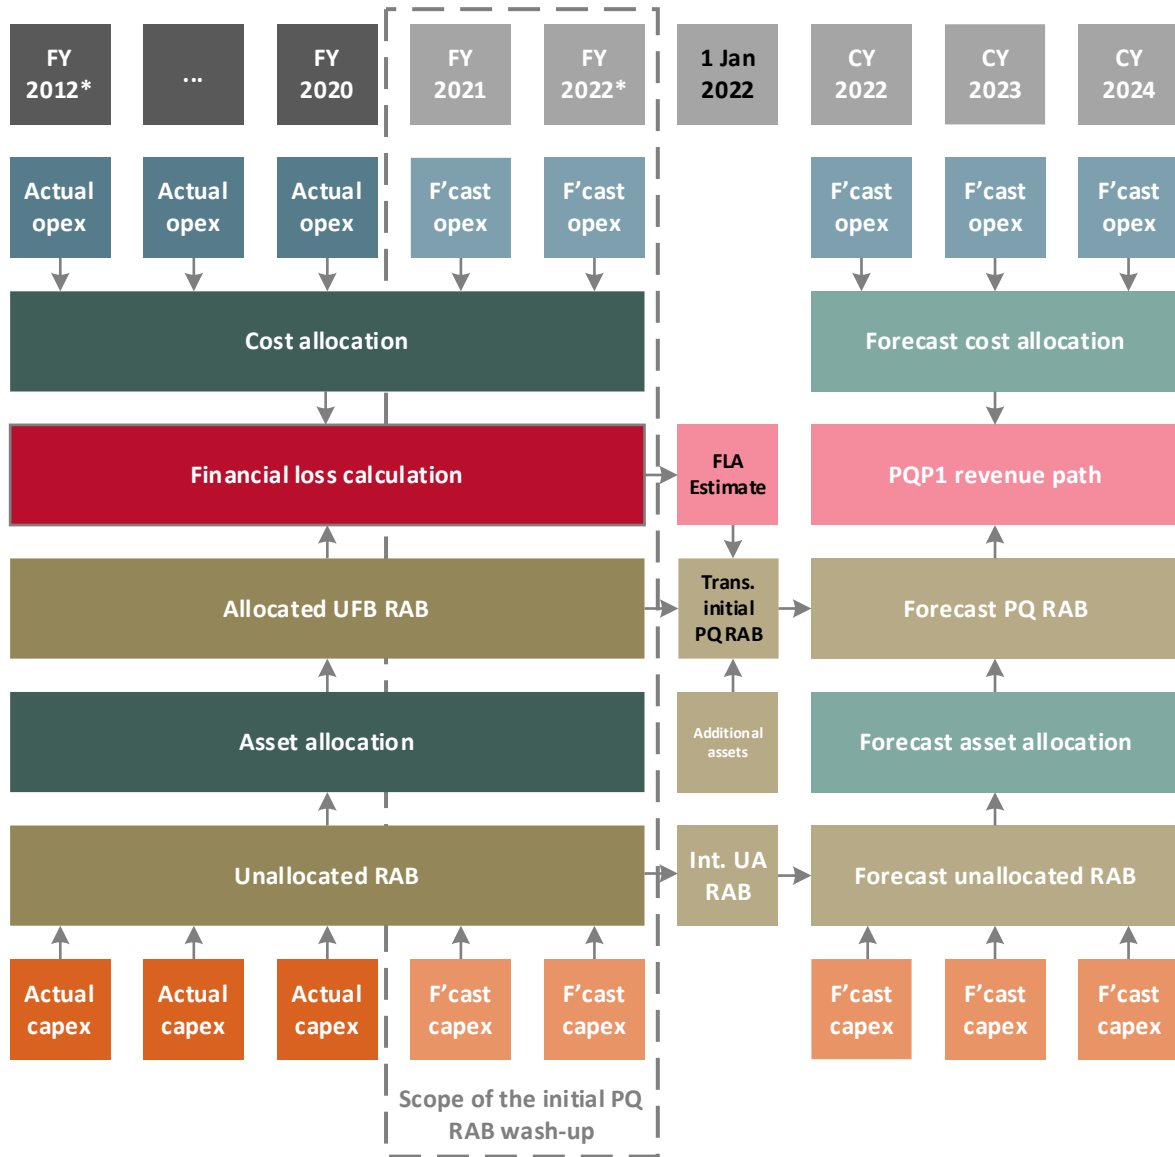 FY
2012*
...
FY
2020
FY
2021
FY
2022*
1 Jan
2022
CY
2022
CY
2023
CY
2024
Actual
opex
Actual
opex
Actual
opex
F'cast
opex
F'cast
opex
F'cast
opex
F'cast
opex
F'cast
opex
Cost allocation
Forecast cost allocation
Financial loss calculation
FLA
Estimate
PQP1 revenue path
Allocated UFB RAB
Trans.
initial
PQ RAB
Forecast PQ RAB
Asset allocation
Additional
assets
Forecast asset allocation
Unallocated RAB
Int. UA
RAB
Forecast unallocated RAB
Actual
capex
Actual
capex
Actual
capex
F'cast
capex
F'cast
capex
F'cast
capex
F'cast
capex
F'cast
capex
Scope of the initial PQ
RAB wash-up